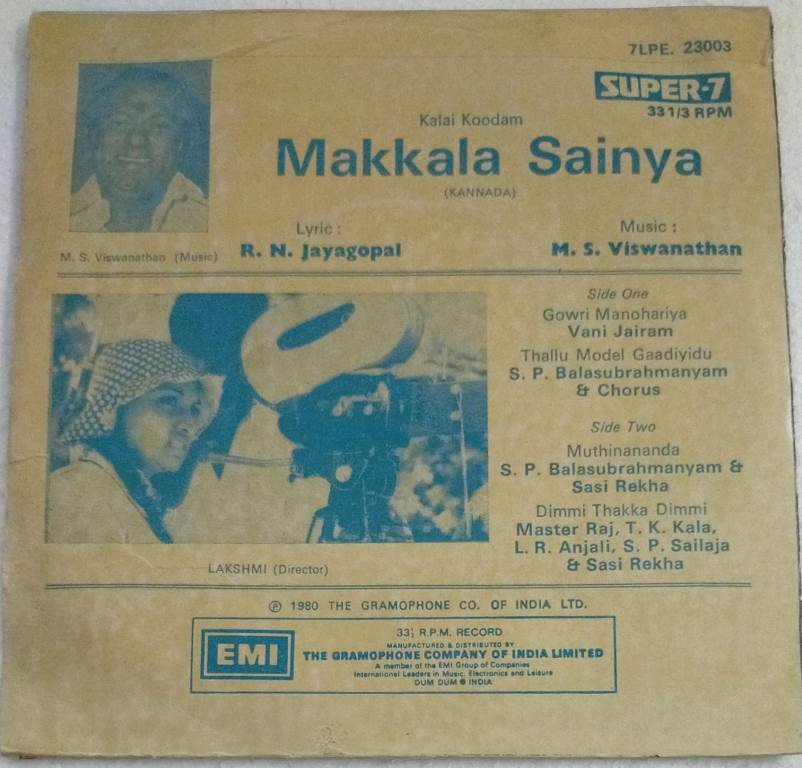 7LPE. 23003
SUPER-7
33 1/3 RPM
Kalai Koodam
Makkala Sainya
(KANNADA)
Lyric :
R. N. Jayagopal
Music :
M. S. Viswanathan
M. S. Viswanathan (Music)
Side One
Gowri Manohariya
Vani Jairam
Thallu Model Gaadiyidu
S. P. Balasubrahmanyam
& Chorus
Side Two
Muthinananda
S. P. Balasubrahmanyam &
Sasi Rekha
Dimmi Thakka Dimmi
Master Raj, T. K. Kala,
L. R. Anjali, S. P. Sailaja
& Sasi Rekha
LAKSHMI (Director)
℗ 1980 THE GRAMOPHONE CO. OF INDIA LTD.
EMI
33⅓ R.P.M. RECORD
MANUFACTURED & DISTRIBUTED BY
THE GRAMOPHONE COMPANY OF INDIA LIMITED
A member of the EMI Group of Companies
International Leaders in Music, Electronics and Leisure
DUM DUM ● INDIA